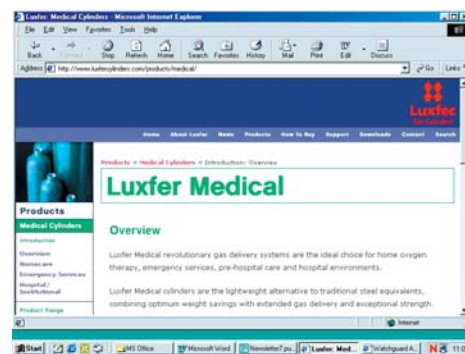 Luxfer: Medical Cylinders - Microsoft Internet Explorer
File Edit View Favorites Tools Help
Back Forward Stop Refresh Home Search Favorites History Mail Print Edit Discuss
Address http://www.luxfercylinders.com/products/medical/ Go Links
Luxfer
Gas Cylinders
Home About Luxfer News Products How To Buy Support Downloads Contact Search
Products < Medical Cylinders < Introduction: Overview
Luxfer Medical
Products
Medical Cylinders
Introduction
Overview
Homecare
Emergency Services
Hospital/
Institutional
Product Range
Overview
Luxfer Medical revolutionary gas delivery systems are the ideal choice for home oxygen
therapy, emergency services, pre-hospital care and hospital environments.
Luxfer Medical cylinders are the lightweight alternative to traditional steel equivalents,
combining optimum weight savings with extended gas delivery and exceptional strength.
Internet
Start MS Office Microsoft Word Newsletter7 pu... Luxfer: Med... Watchguard A...